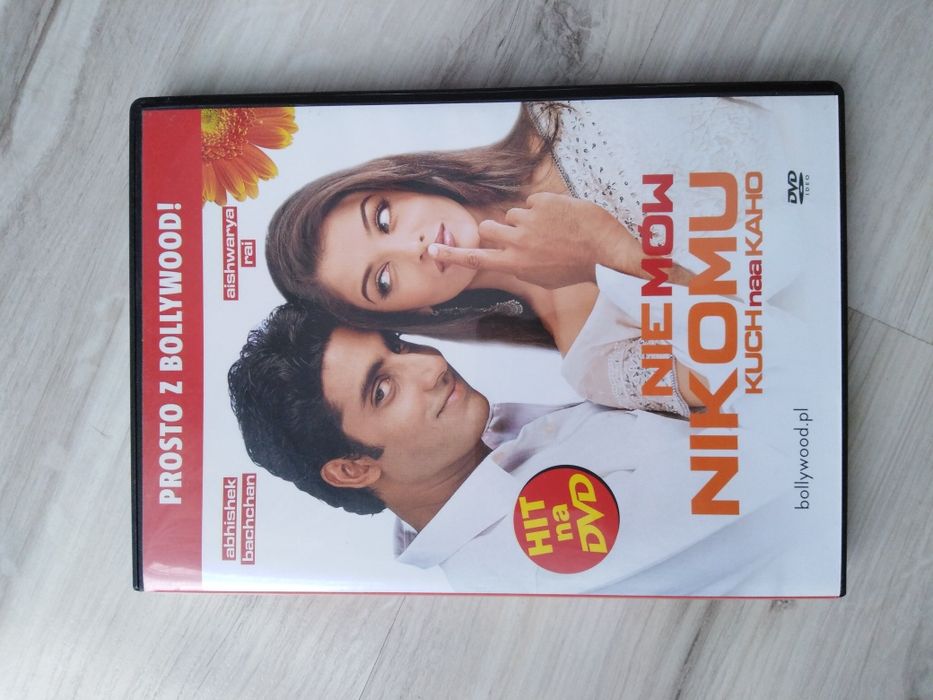 PROSTO Z BOLLYWOOD!
abhishek
bachchan
aishwarya
rai
HIT
na
DVD
NIE MÓW
NIKOMU
KUCH naa KAHO
bollywood.pl
DVD
VIDEO